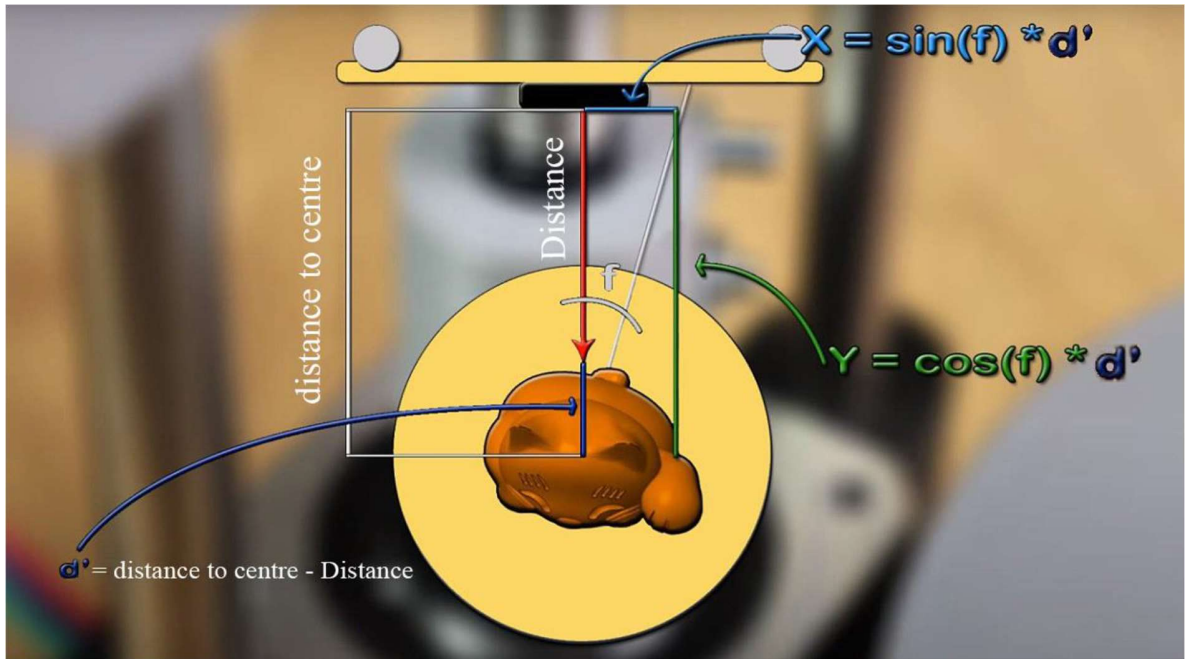 X = sin(f) * d'
distance to centre
Distance
f
Y = cos(f) * d'
d' = distance to centre - Distance